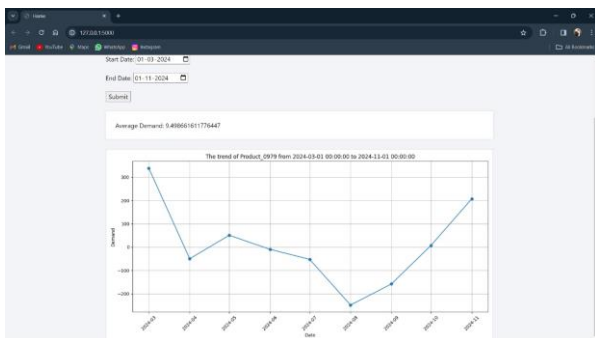 Home
127.0.0.1:5000
Gmail YouTube Maps WhatsApp Instagram All Bookmarks
Start Date: 01-03-2024
End Date: 01-11-2024
Submit
Average Demand: 9.498661611776447
The trend of Product_0979 from 2024-03-01 00:00:00 to 2024-11-01 00:00:00
300
200
100
0
−100
−200
Demand
2024-03 2024-04 2024-05 2024-06 2024-07 2024-08 2024-09 2024-10 2024-11
Date